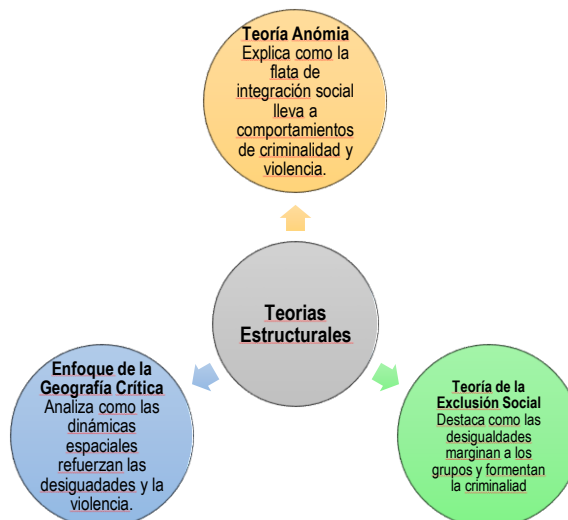 Teoría Anómia
Explica como la
flata de
integración social
lleva a
comportamientos
de criminalidad y
violencia.
Teorias
Estructurales
Enfoque de la
Geografía Crítica
Analiza como las
dinámicas
espaciales
refuerzan las
desiguadades y la
violencia.
Teoría de la
Exclusión Social
Destaca como las
desigualdades
marginan a los
grupos y formentan
la criminaliad